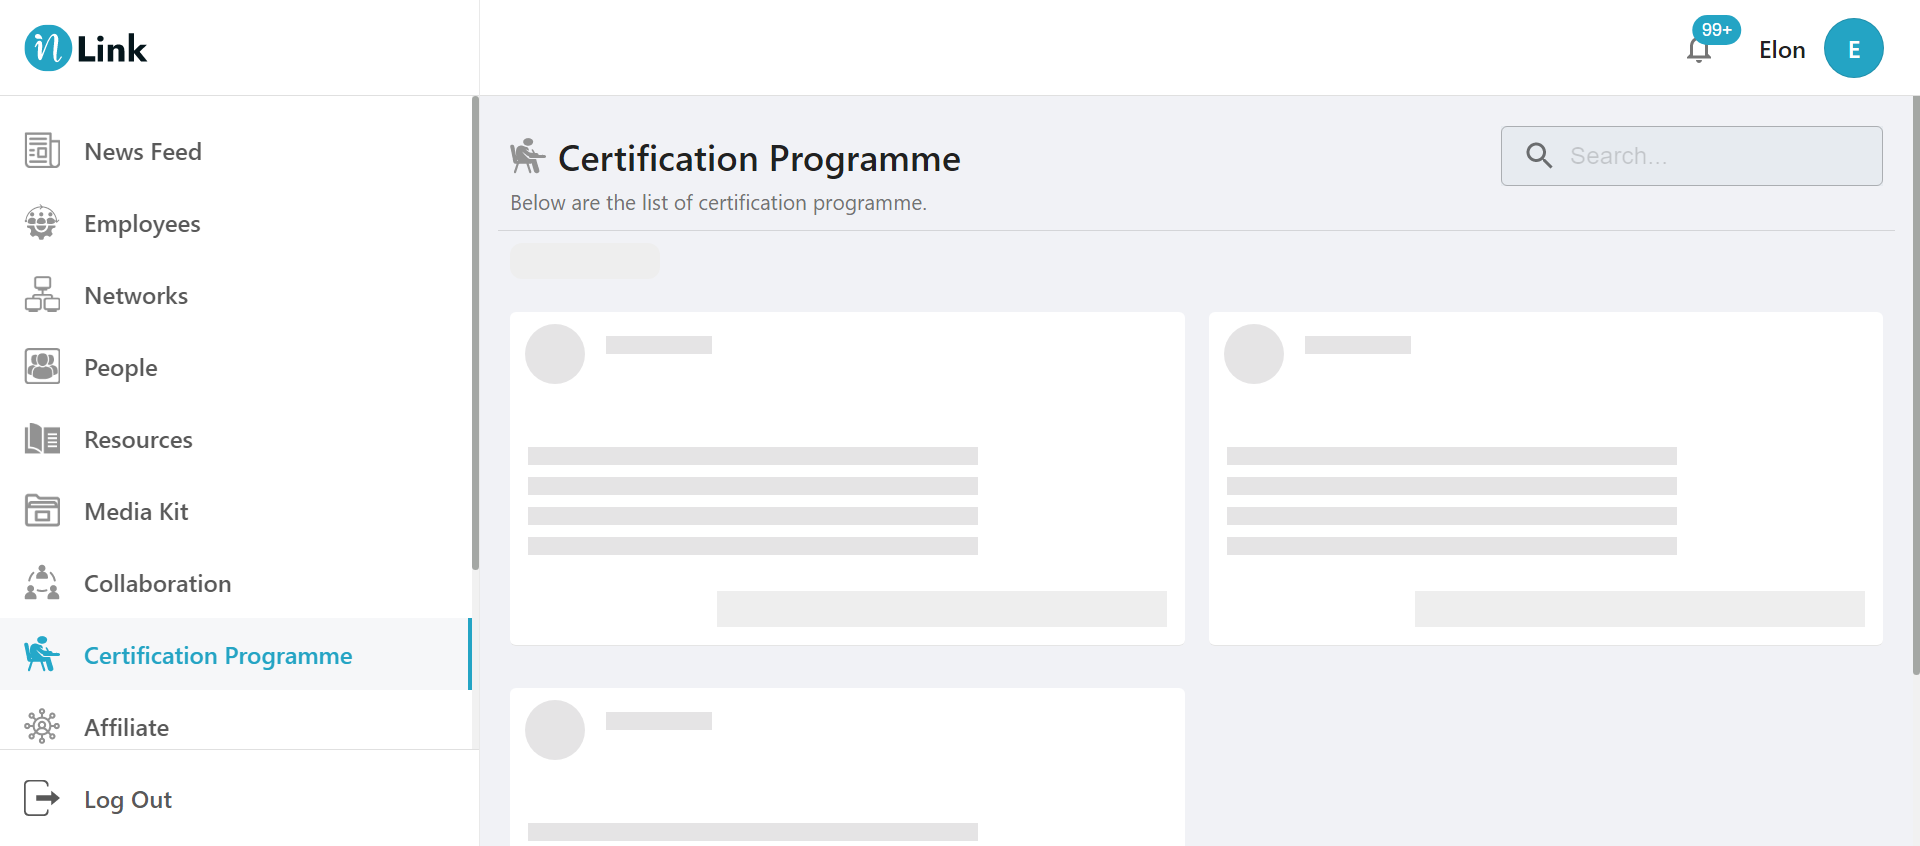 n Link
99+
Elon
E
News Feed
Employees
Networks
People
Resources
Media Kit
Collaboration
Certification Programme
Affiliate
Log Out
Certification Programme
Search...
Below are the list of certification programme.